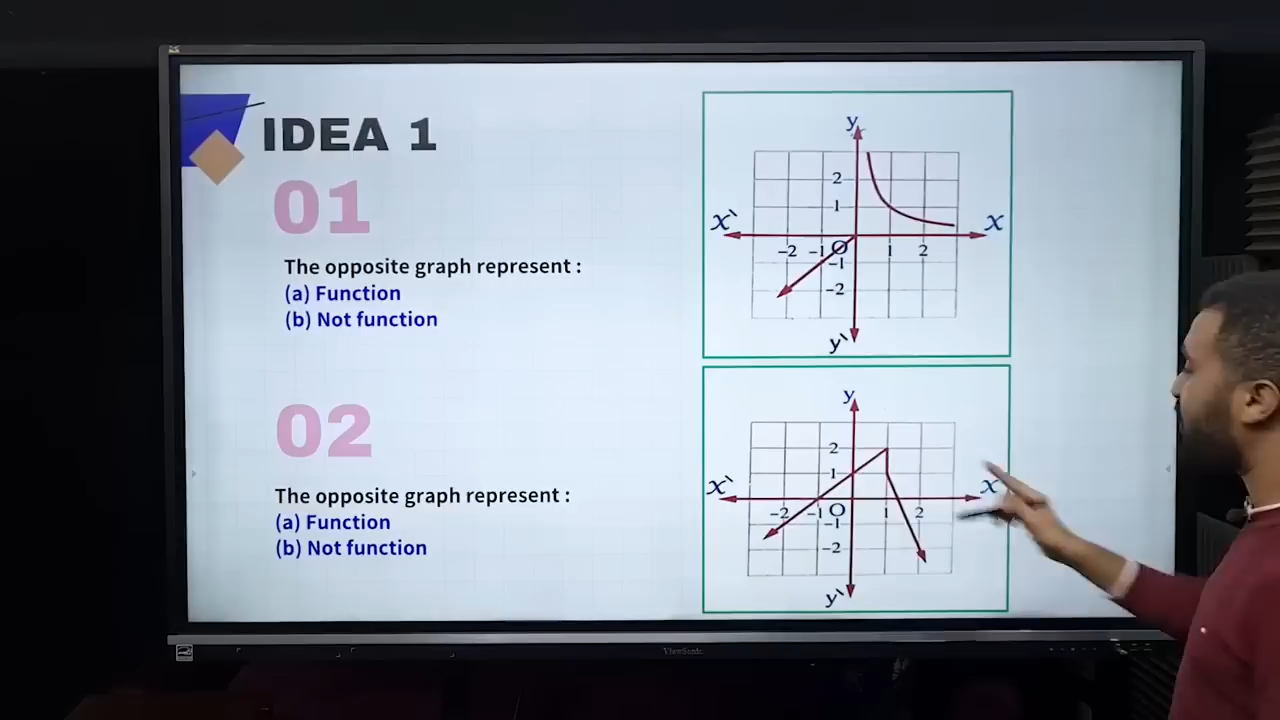 IDEA 1
01
The opposite graph represent :
(a) Function
(b) Not function
y
2
1
x` x
-2 -1 O 1 2
-1
-2
y`
02
The opposite graph represent :
(a) Function
(b) Not function
y
2
1
x` x
-2 -1 O 1 2
-1
-2
y`
ViewSonic